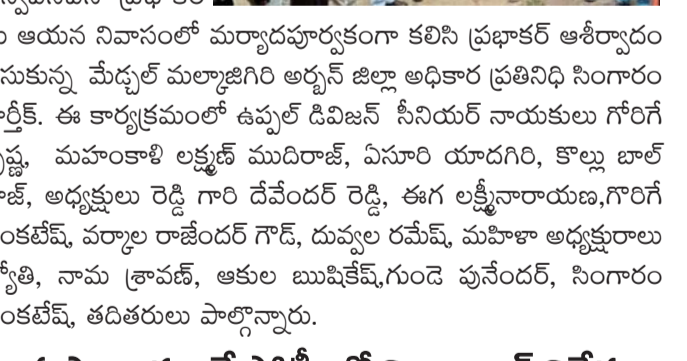 ఆయన నివాసంలో మర్యాదపూర్వకంగా కలిసి ప్రభాకర్ ఆశీర్వాదం
సుకున్న మేడ్చల్ మల్కాజిగిరి అర్బన్ జిల్లా అధికార ప్రతినిధి సింగారం
ర్తీక్. ఈ కార్యక్రమంలో ఉప్పల్ డివిజన్ సీనియర్ నాయకులు గోరిగే
ష్ణ, మహంకాళి లక్ష్మణ్ ముదిరాజ్, ఏసూరి యాదగిరి, కొల్లు బాల్
జ్, అధ్యక్షులు రెడ్డి గారి దేవేందర్ రెడ్డి, ఈగ లక్ష్మీనారాయణ,గొరిగే
ంకటేష్, వర్కాల రాజేందర్ గౌడ్, దువ్వల రమేష్, మహిళా అధ్యక్షురాలు
్యోతి, నామ శ్రావణ్, ఆకుల ఋషికేష్,గుండె పునేందర్, సింగారం
ంకటేష్, తదితరులు పాల్గొన్నారు.